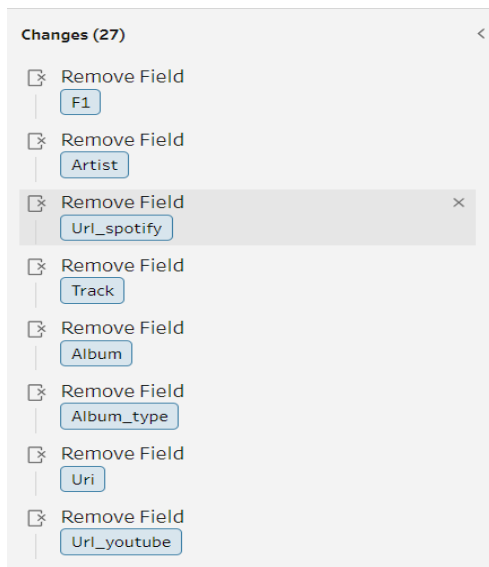 Changes (27)
Remove Field
F1
Remove Field
Artist
Remove Field
Url_spotify
Remove Field
Track
Remove Field
Album
Remove Field
Album_type
Remove Field
Uri
Remove Field
Url_youtube